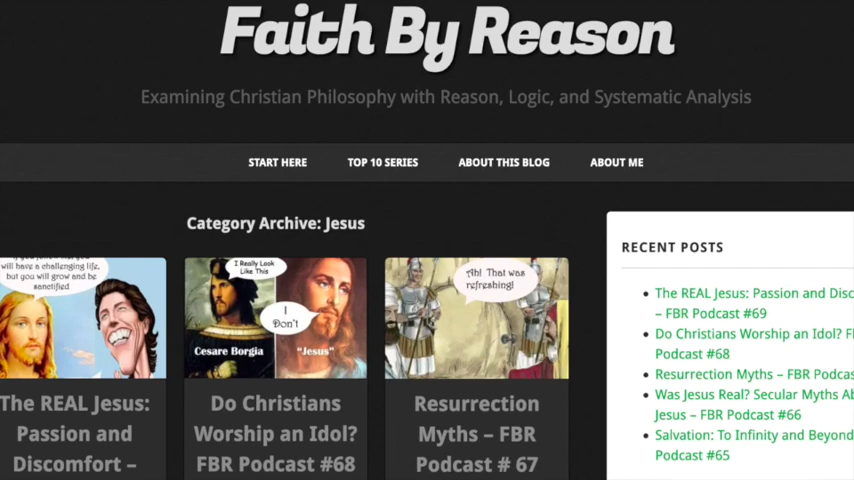 Faith By Reason
Examining Christian Philosophy with Reason, Logic, and Systematic Analysis
START HERE
TOP 10 SERIES
ABOUT THIS BLOG
ABOUT ME
Category Archive: Jesus
will have a challenging life,
but you will grow and be
sanctified
The REAL Jesus:
Passion and
Discomfort –
I Really Look
Like This
I
Don't
Cesare Borgia
"Jesus"
Do Christians
Worship an Idol?
FBR Podcast #68
Ah! That was
refreshing!
Resurrection
Myths – FBR
Podcast # 67
RECENT POSTS
The REAL Jesus: Passion and Disc
– FBR Podcast #69
Do Christians Worship an Idol? F
Podcast #68
Resurrection Myths – FBR Podcas
Was Jesus Real? Secular Myths Ab
Jesus – FBR Podcast #66
Salvation: To Infinity and Beyond
Podcast #65